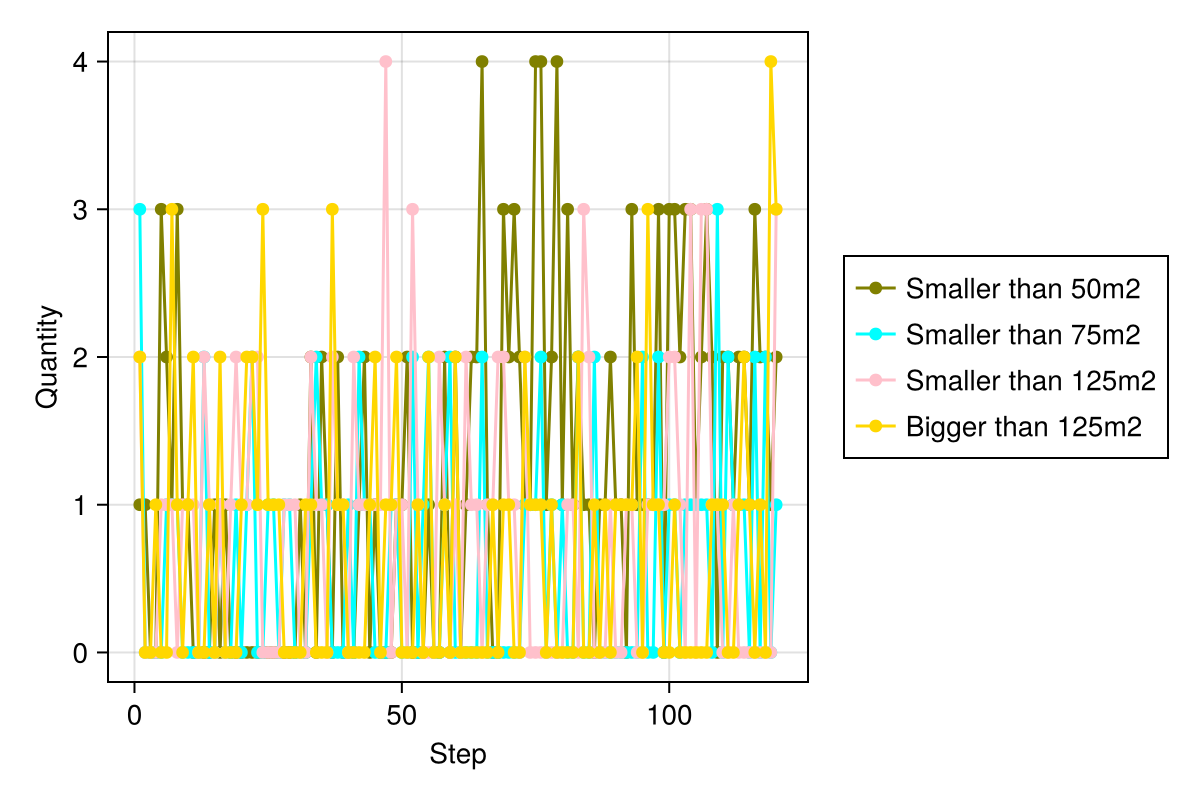 4
3
2
1
0
Quantity
0 50 100
Step
Smaller than 50m2
Smaller than 75m2
Smaller than 125m2
Bigger than 125m2